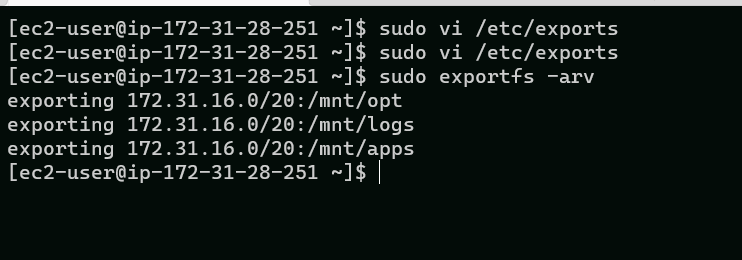 [ec2-user@ip-172-31-28-251 ~]$ sudo vi /etc/exports
[ec2-user@ip-172-31-28-251 ~]$ sudo vi /etc/exports
[ec2-user@ip-172-31-28-251 ~]$ sudo exportfs -arv
exporting 172.31.16.0/20:/mnt/opt
exporting 172.31.16.0/20:/mnt/logs
exporting 172.31.16.0/20:/mnt/apps
[ec2-user@ip-172-31-28-251 ~]$